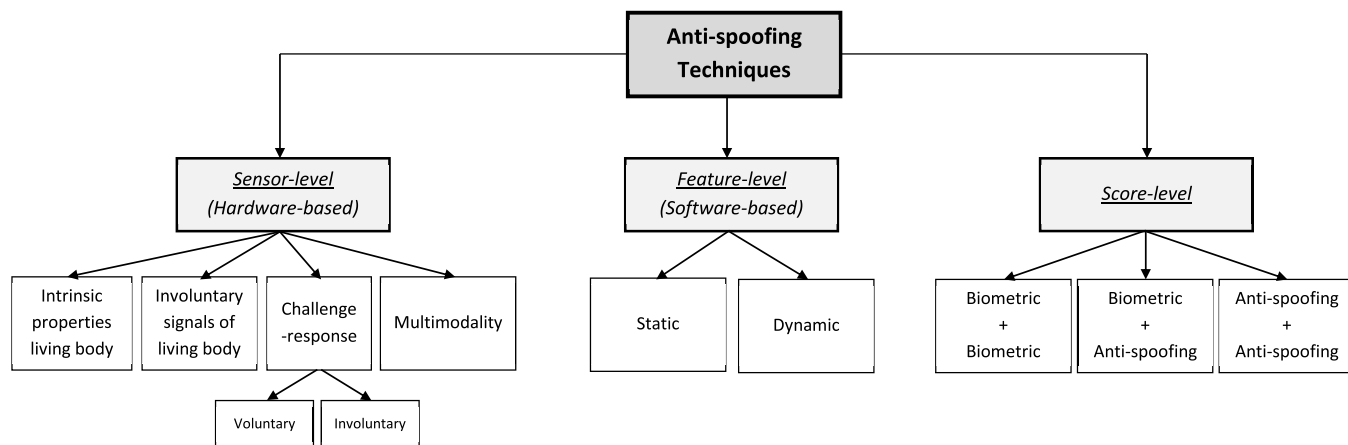 Anti-spoofing
Techniques
Sensor-level
(Hardware-based)
Feature-level
(Software-based)
Score-level
Intrinsic
properties
living body
Involuntary
signals of
living body
Challenge
-response
Multimodality
Static
Dynamic
Biometric
+
Biometric
Biometric
+
Anti-spoofing
Anti-spoofing
+
Anti-spoofing
Voluntary
Involuntary